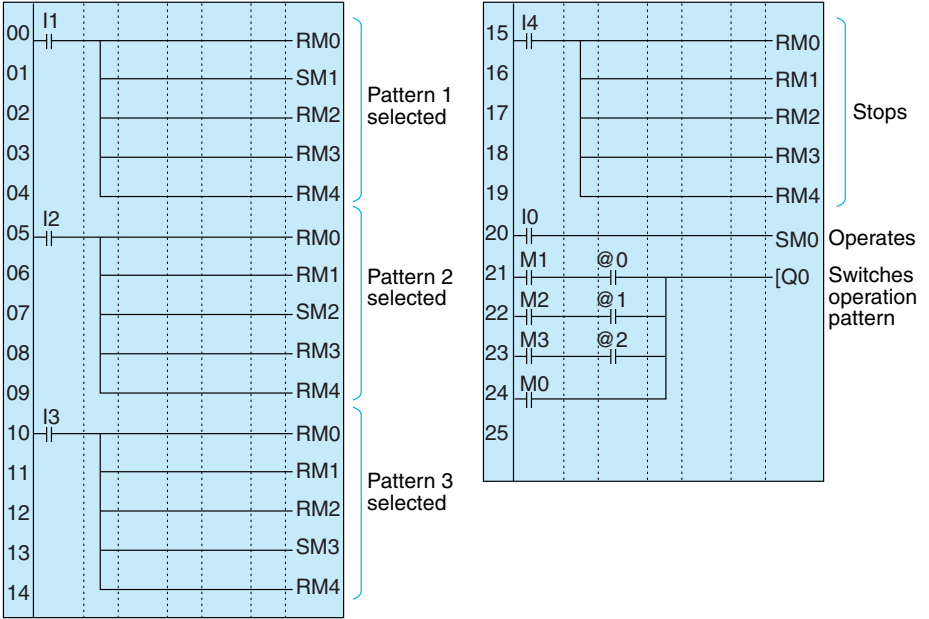 00 I1 RM0
01 SM1
02 RM2
03 RM3
04 RM4
Pattern 1
selected
05 I2 RM0
06 RM1
07 SM2
08 RM3
09 RM4
Pattern 2
selected
10 I3 RM0
11 RM1
12 RM2
13 SM3
14 RM4
Pattern 3
selected
15 I4 RM0
16 RM1
17 RM2
18 RM3
19 RM4
Stops
20 I0 SM0 Operates
21 M1 @0 [Q0 Switches
operation
pattern
22 M2 @1
23 M3 @2
24 M0
25